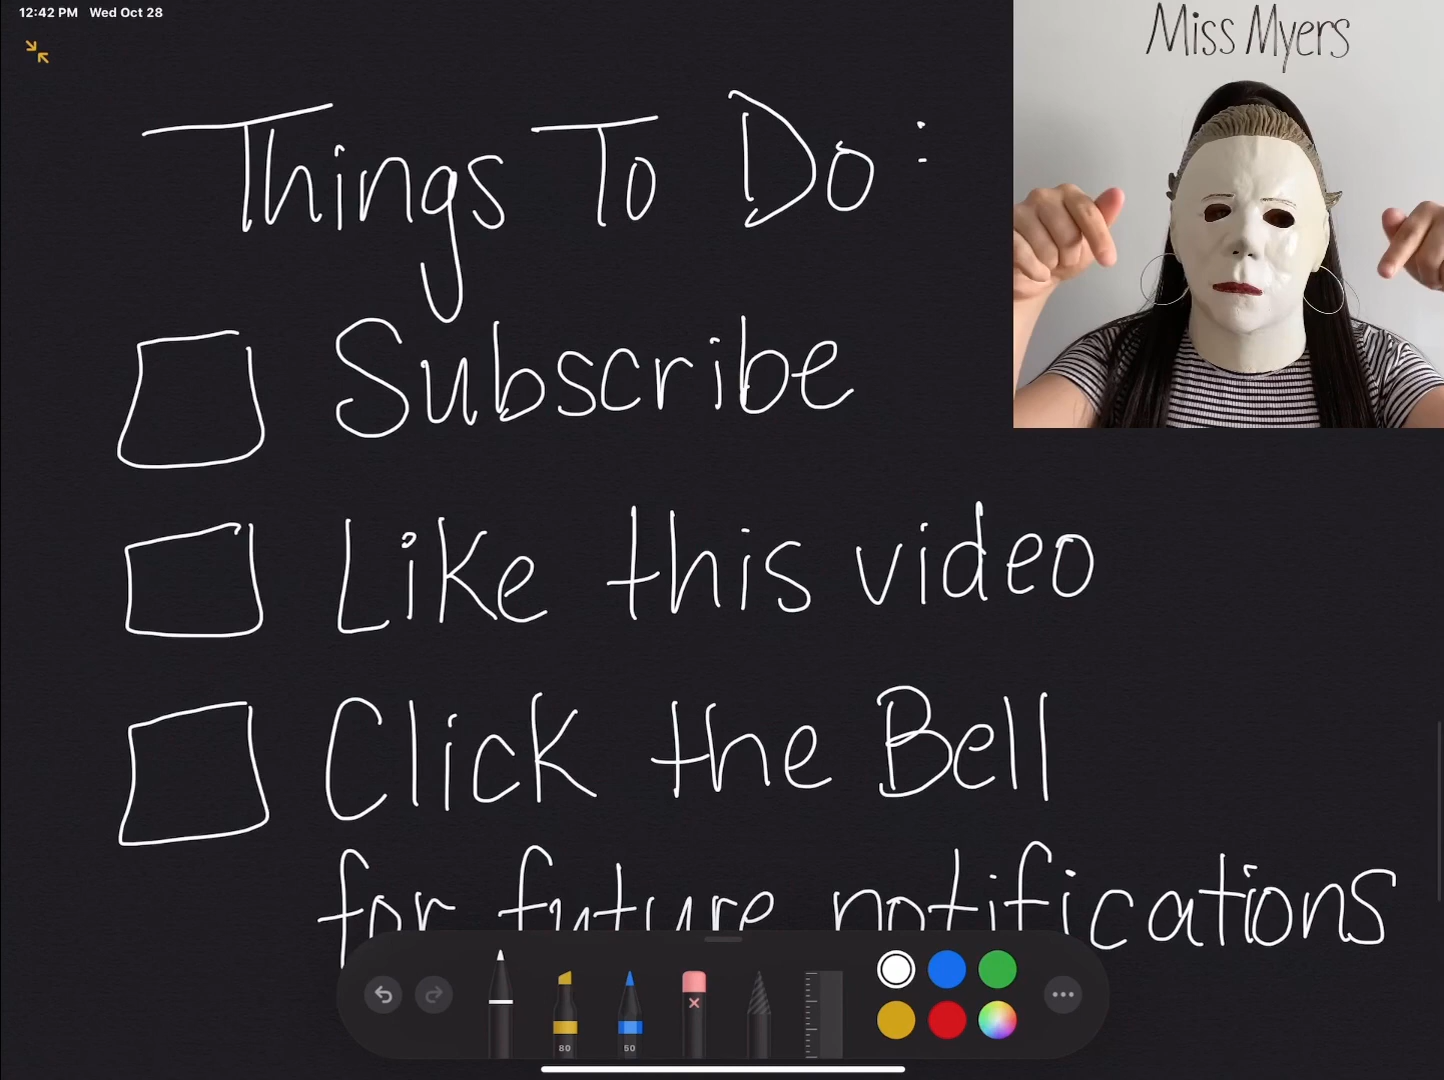 12:42 PM Wed Oct 28
Miss Myers
Things To Do:
Subscribe
Like this video
Click the Bell
for future notifications
80
50